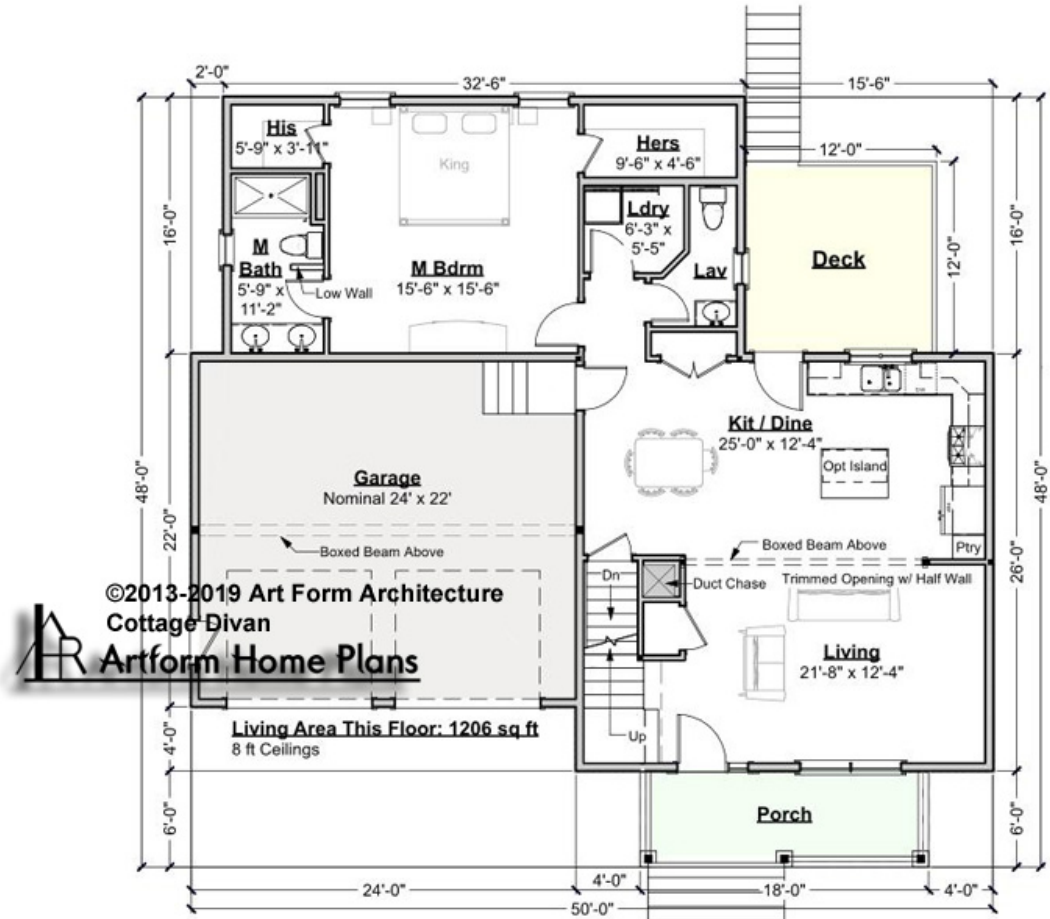 2'-0"
32'-6"
15'-6"
His
5'-9" x 3'-11"
King
Hers
9'-6" x 4'-6"
12'-0"
16'-0"
M
Bath
5'-9" x
11'-2"
Low Wall
M Bdrm
15'-6" x 15'-6"
Ldry
6'-3" x
5'-5"
Lav
Deck
12'-0"
16'-0"
48'-0"
22'-0"
Garage
Nominal 24' x 22'
Boxed Beam Above
Kit / Dine
25'-0" x 12'-4"
Opt Island
Ptry
48'-0"
26'-0"
Boxed Beam Above
Dn
Duct Chase
Trimmed Opening w/ Half Wall
©2013-2019 Art Form Architecture
Cottage Divan
AR Artform Home Plans
Living
21'-8" x 12'-4"
Living Area This Floor: 1206 sq ft
8 ft Ceilings
Up
4'-0"
6'-0"
Porch
6'-0"
24'-0"
4'-0"
18'-0"
4'-0"
50'-0"